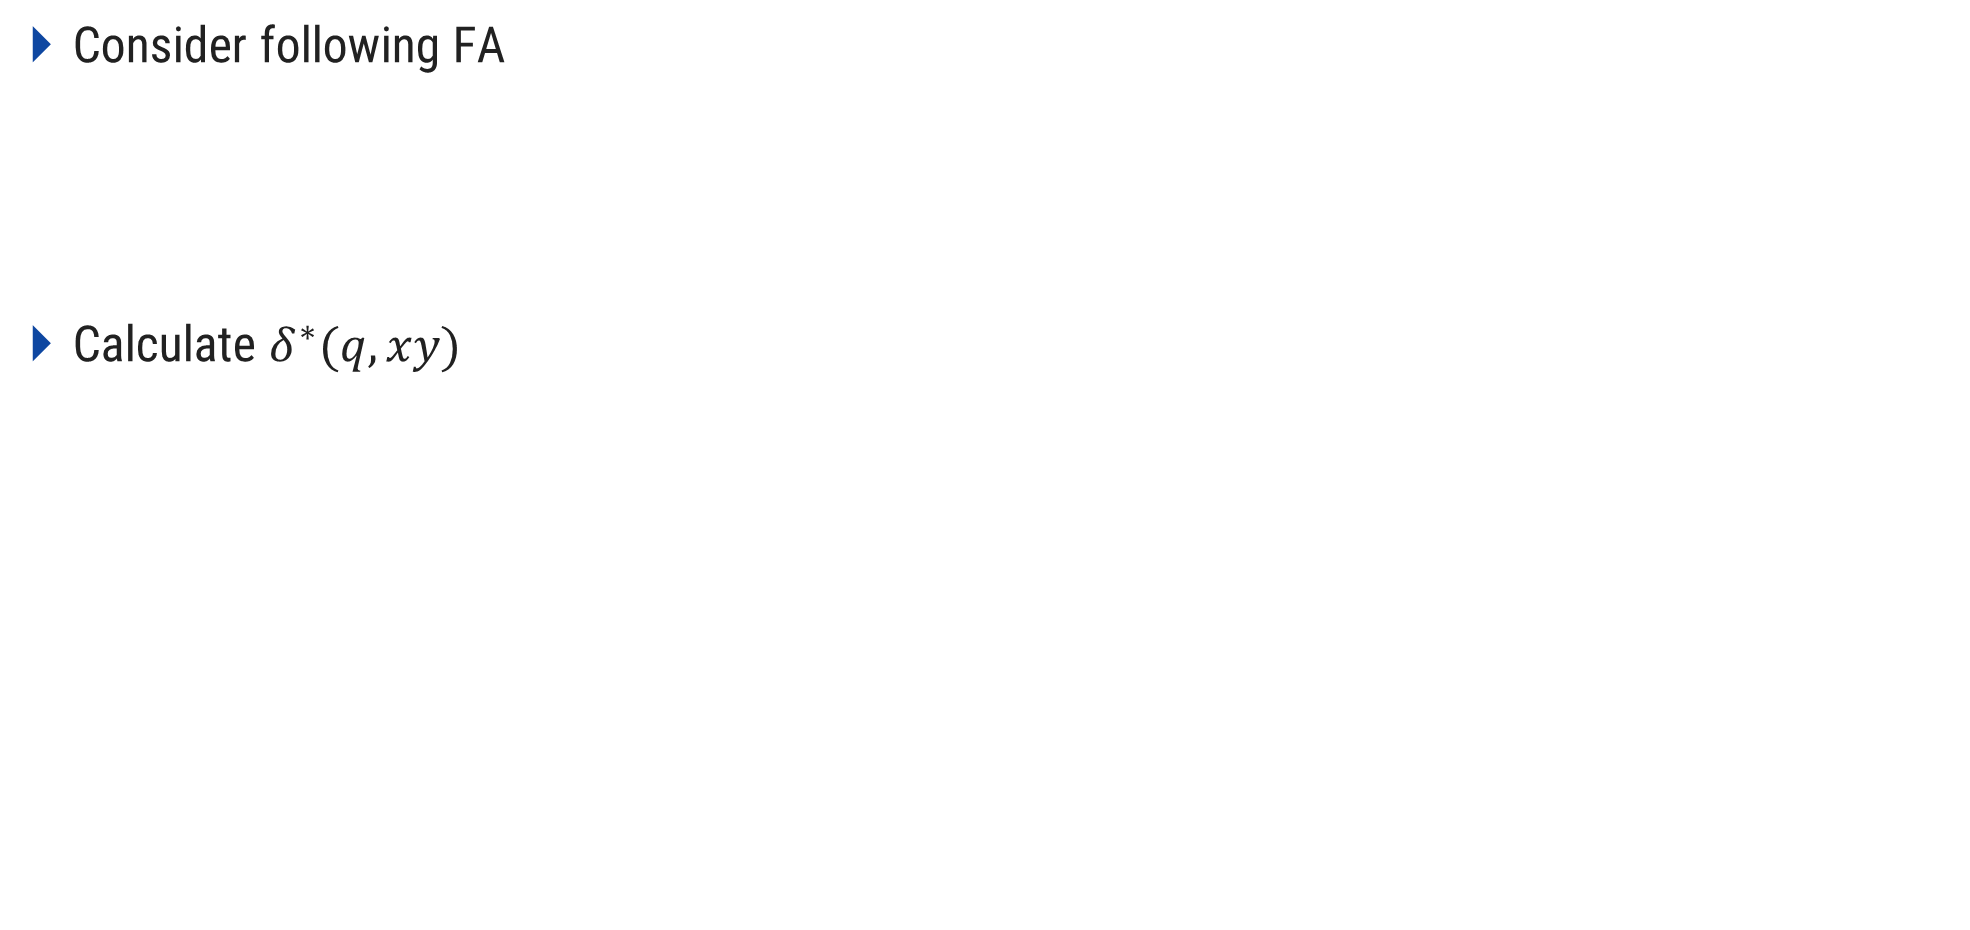 Consider following FA
Calculate 𝛿*(𝑞, 𝑥𝑦)